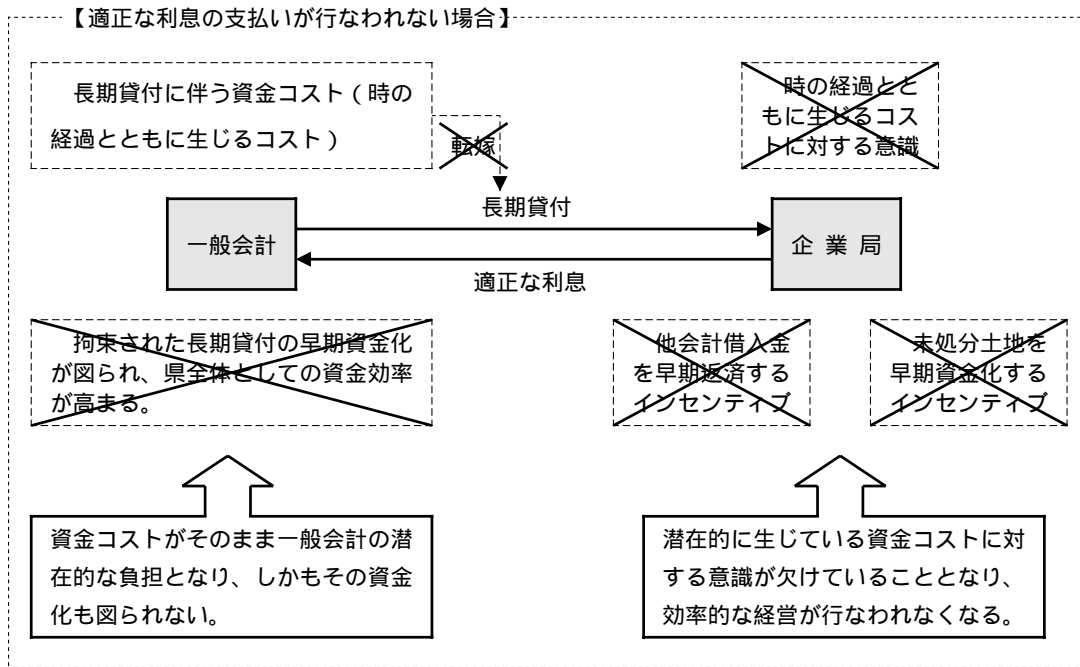 【適正な利息の支払いが行なわれない場合】
長期貸付に伴う資金コスト(時の
経過とともに生じるコスト)
転嫁
時の経過とと
もに生じるコス
トに対する意識
長期貸付
一般会計
企 業 局
適正な利息
拘束された長期貸付の早期資金化
が図られ、県全体としての資金効率
が高まる。
他会計借入金
を早期返済する
インセンティブ
未処分土地を
早期資金化する
インセンティブ
資金コストがそのまま一般会計の潜
在的な負担となり、しかもその資金
化も図られない。
潜在的に生じている資金コストに対
する意識が欠けていることとなり、
効率的な経営が行なわれなくなる。